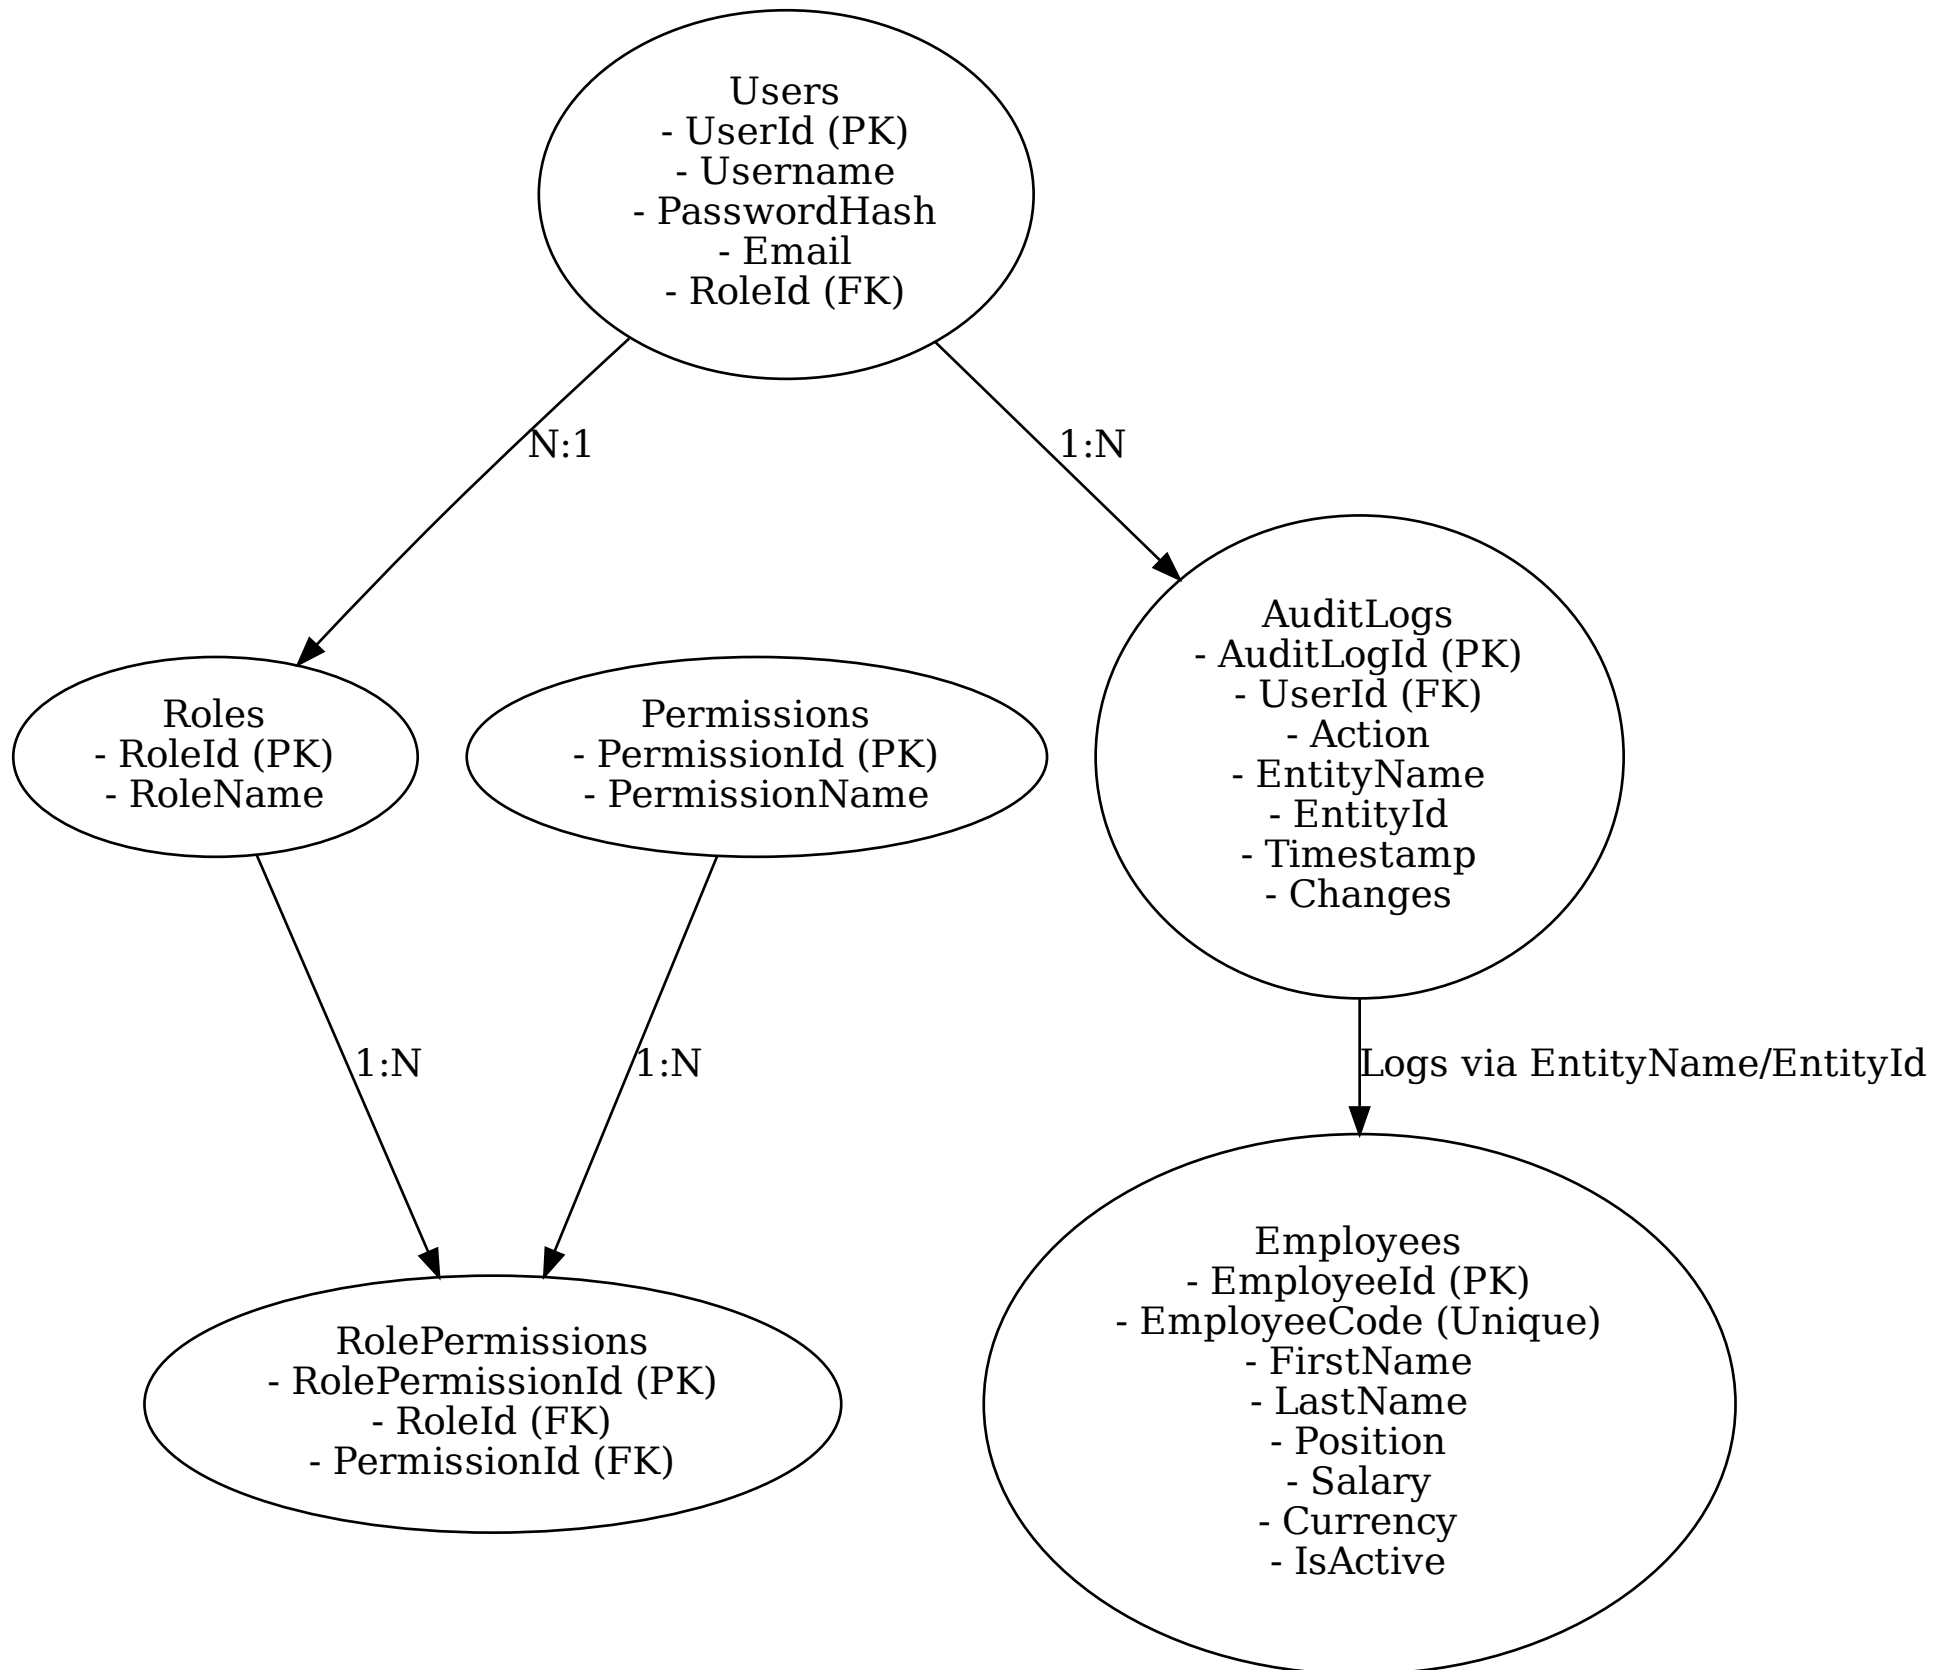 Users
- UserId (PK)
- Username
- PasswordHash
- Email
- RoleId (FK)
N:1
1:N
Roles
- RoleId (PK)
- RoleName
Permissions
- PermissionId (PK)
- PermissionName
AuditLogs
- AuditLogId (PK)
- UserId (FK)
- Action
- EntityName
- EntityId
- Timestamp
- Changes
1:N
1:N
Logs via EntityName/EntityId
RolePermissions
- RolePermissionId (PK)
- RoleId (FK)
- PermissionId (FK)
Employees
- EmployeeId (PK)
- EmployeeCode (Unique)
- FirstName
- LastName
- Position
- Salary
- Currency
- IsActive